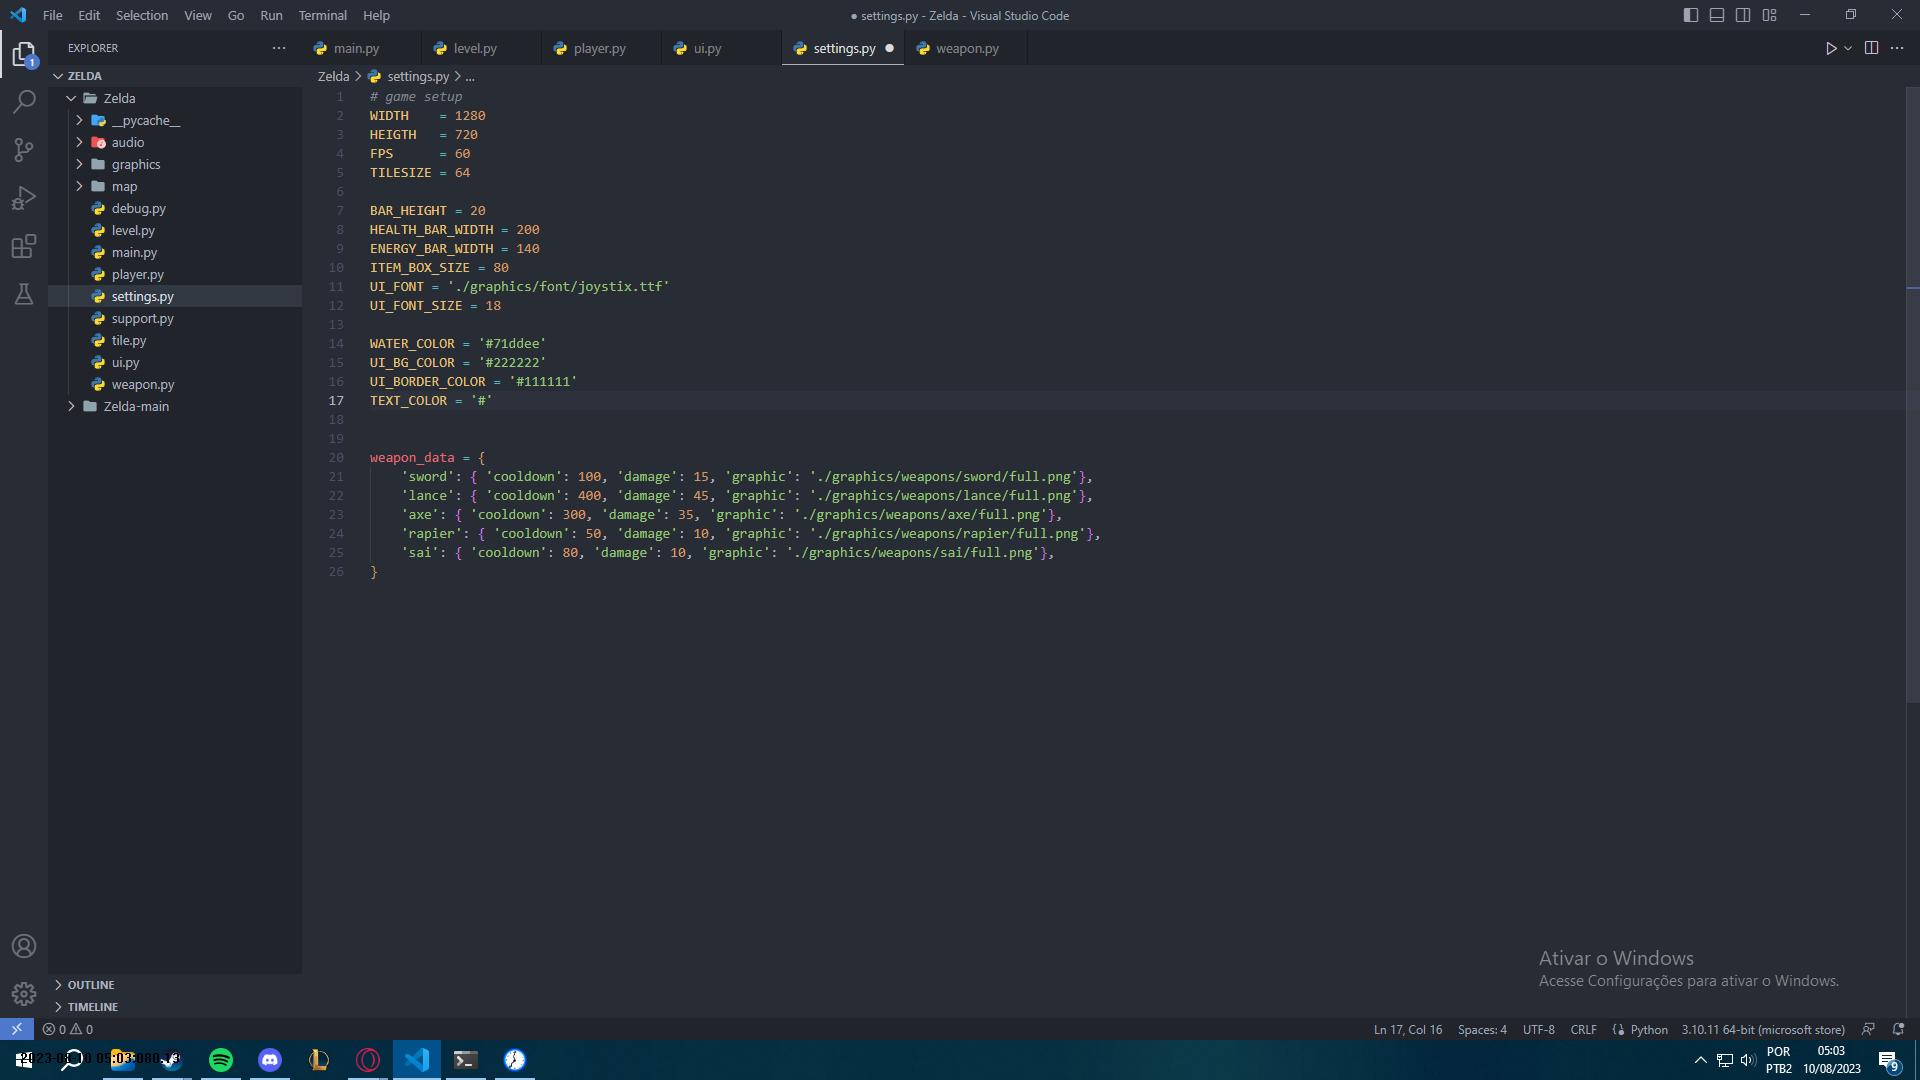 File Edit Selection View Go Run Terminal Help
● settings.py - Zelda - Visual Studio Code
EXPLORER
main.py
level.py
player.py
ui.py
settings.py
weapon.py
1
ZELDA
Zelda
__pycache__
audio
graphics
map
debug.py
level.py
main.py
player.py
settings.py
support.py
tile.py
ui.py
weapon.py
Zelda-main
OUTLINE
TIMELINE
Zelda > settings.py > ...
1 # game setup
2 WIDTH    = 1280
3 HEIGTH   = 720
4 FPS      = 60
5 TILESIZE = 64
6
7 BAR_HEIGHT = 20
8 HEALTH_BAR_WIDTH = 200
9 ENERGY_BAR_WIDTH = 140
10 ITEM_BOX_SIZE = 80
11 UI_FONT = './graphics/font/joystix.ttf'
12 UI_FONT_SIZE = 18
13
14 WATER_COLOR = '#71ddee'
15 UI_BG_COLOR = '#222222'
16 UI_BORDER_COLOR = '#111111'
17 TEXT_COLOR = '#'
18
19
20 weapon_data = {
21     'sword': { 'cooldown': 100, 'damage': 15, 'graphic': './graphics/weapons/sword/full.png'},
22     'lance': { 'cooldown': 400, 'damage': 45, 'graphic': './graphics/weapons/lance/full.png'},
23     'axe': { 'cooldown': 300, 'damage': 35, 'graphic': './graphics/weapons/axe/full.png'},
24     'rapier': { 'cooldown': 50, 'damage': 10, 'graphic': './graphics/weapons/rapier/full.png'},
25     'sai': { 'cooldown': 80, 'damage': 10, 'graphic': './graphics/weapons/sai/full.png'},
26 }
Ativar o Windows
Acesse Configurações para ativar o Windows.
0 0
Ln 17, Col 16 Spaces: 4 UTF-8 CRLF Python 3.10.11 64-bit (microsoft store)
POR
PTB2
05:03
10/08/2023
9